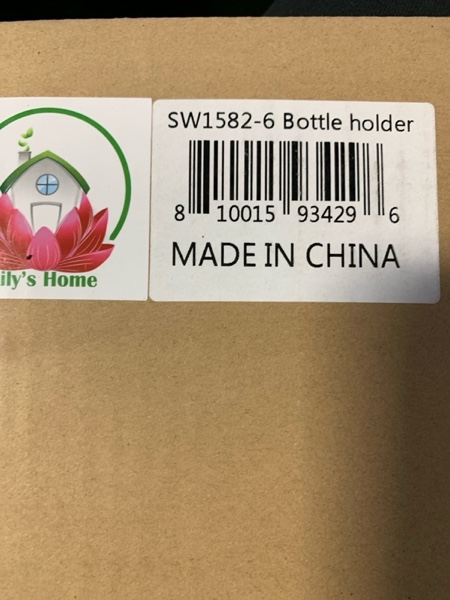 SW1582-6 Bottle holder
8 10015 93429 6
MADE IN CHINA
ily's Home